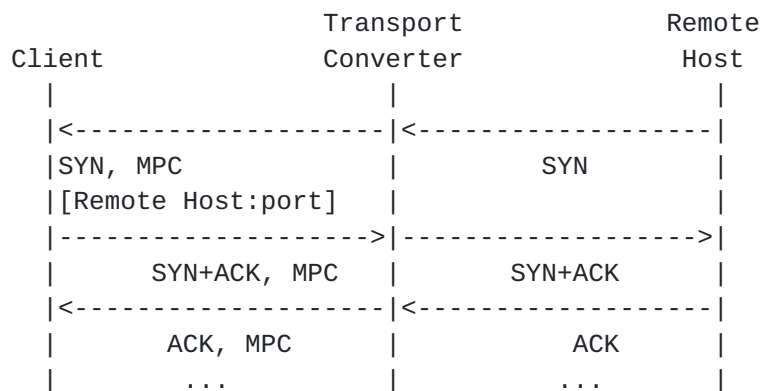 Transport          Remote
Client              Converter           Host
  |                     |                    |
  |<--------------------|<-------------------|
  |SYN, MPC             |         SYN        |
  |[Remote Host:port]   |                    |
  |-------------------->|------------------->|
  |      SYN+ACK, MPC   |       SYN+ACK      |
  |<--------------------|<-------------------|
  |       ACK, MPC      |           ACK      |
  |        ...          |          ...       |